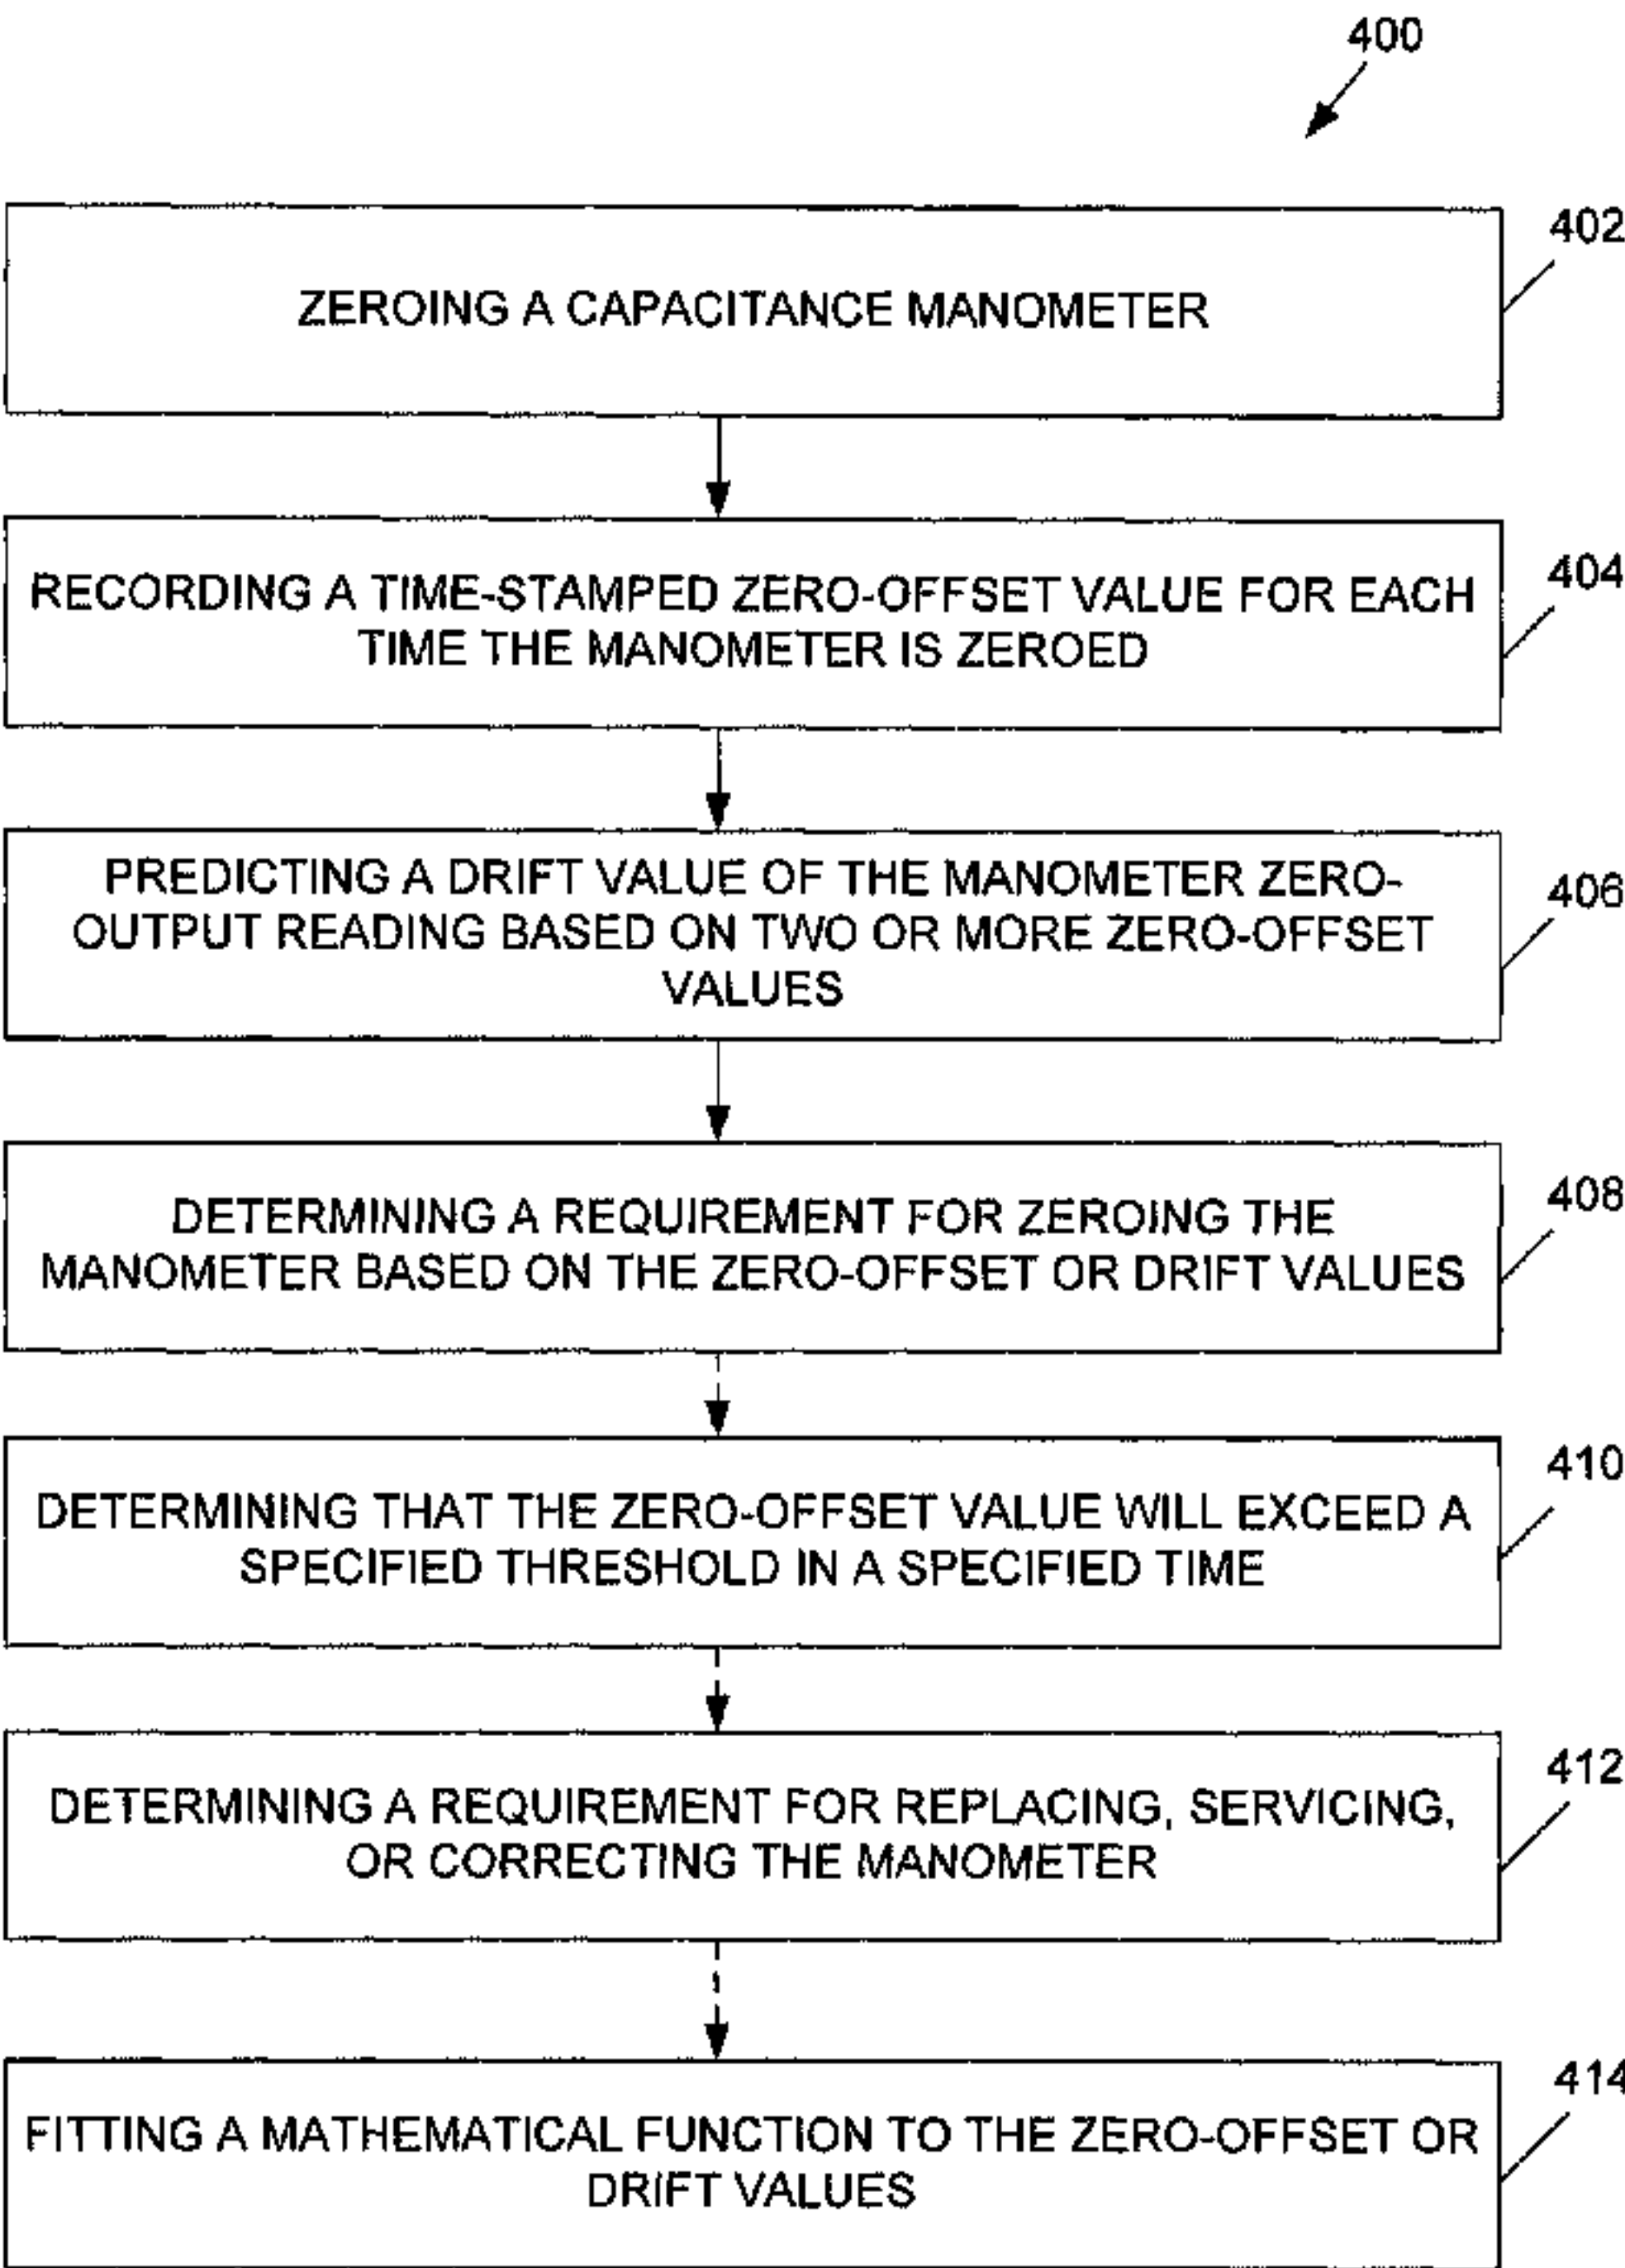 400
402
ZEROING A CAPACITANCE MANOMETER
404
RECORDING A TIME-STAMPED ZERO-OFFSET VALUE FOR EACH
TIME THE MANOMETER IS ZEROED
406
PREDICTING A DRIFT VALUE OF THE MANOMETER ZERO-
OUTPUT READING BASED ON TWO OR MORE ZERO-OFFSET
VALUES
408
DETERMINING A REQUIREMENT FOR ZEROING THE
MANOMETER BASED ON THE ZERO-OFFSET OR DRIFT VALUES
410
DETERMINING THAT THE ZERO-OFFSET VALUE WILL EXCEED A
SPECIFIED THRESHOLD IN A SPECIFIED TIME
412
DETERMINING A REQUIREMENT FOR REPLACING, SERVICING,
OR CORRECTING THE MANOMETER
414
FITTING A MATHEMATICAL FUNCTION TO THE ZERO-OFFSET OR
DRIFT VALUES